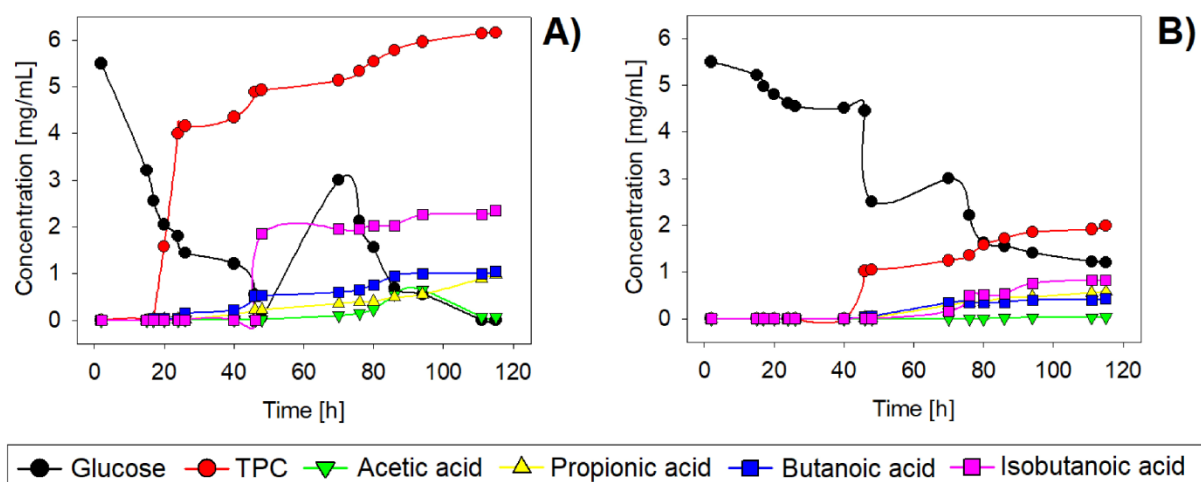 A)
Concentration [mg/mL]
6
5
4
3
2
1
0
0 20 40 60 80 100 120
Time [h]
B)
Concentration [mg/mL]
6
5
4
3
2
1
0
0 20 40 60 80 100 120
Time [h]
Glucose TPC Acetic acid Propionic acid Butanoic acid Isobutanoic acid